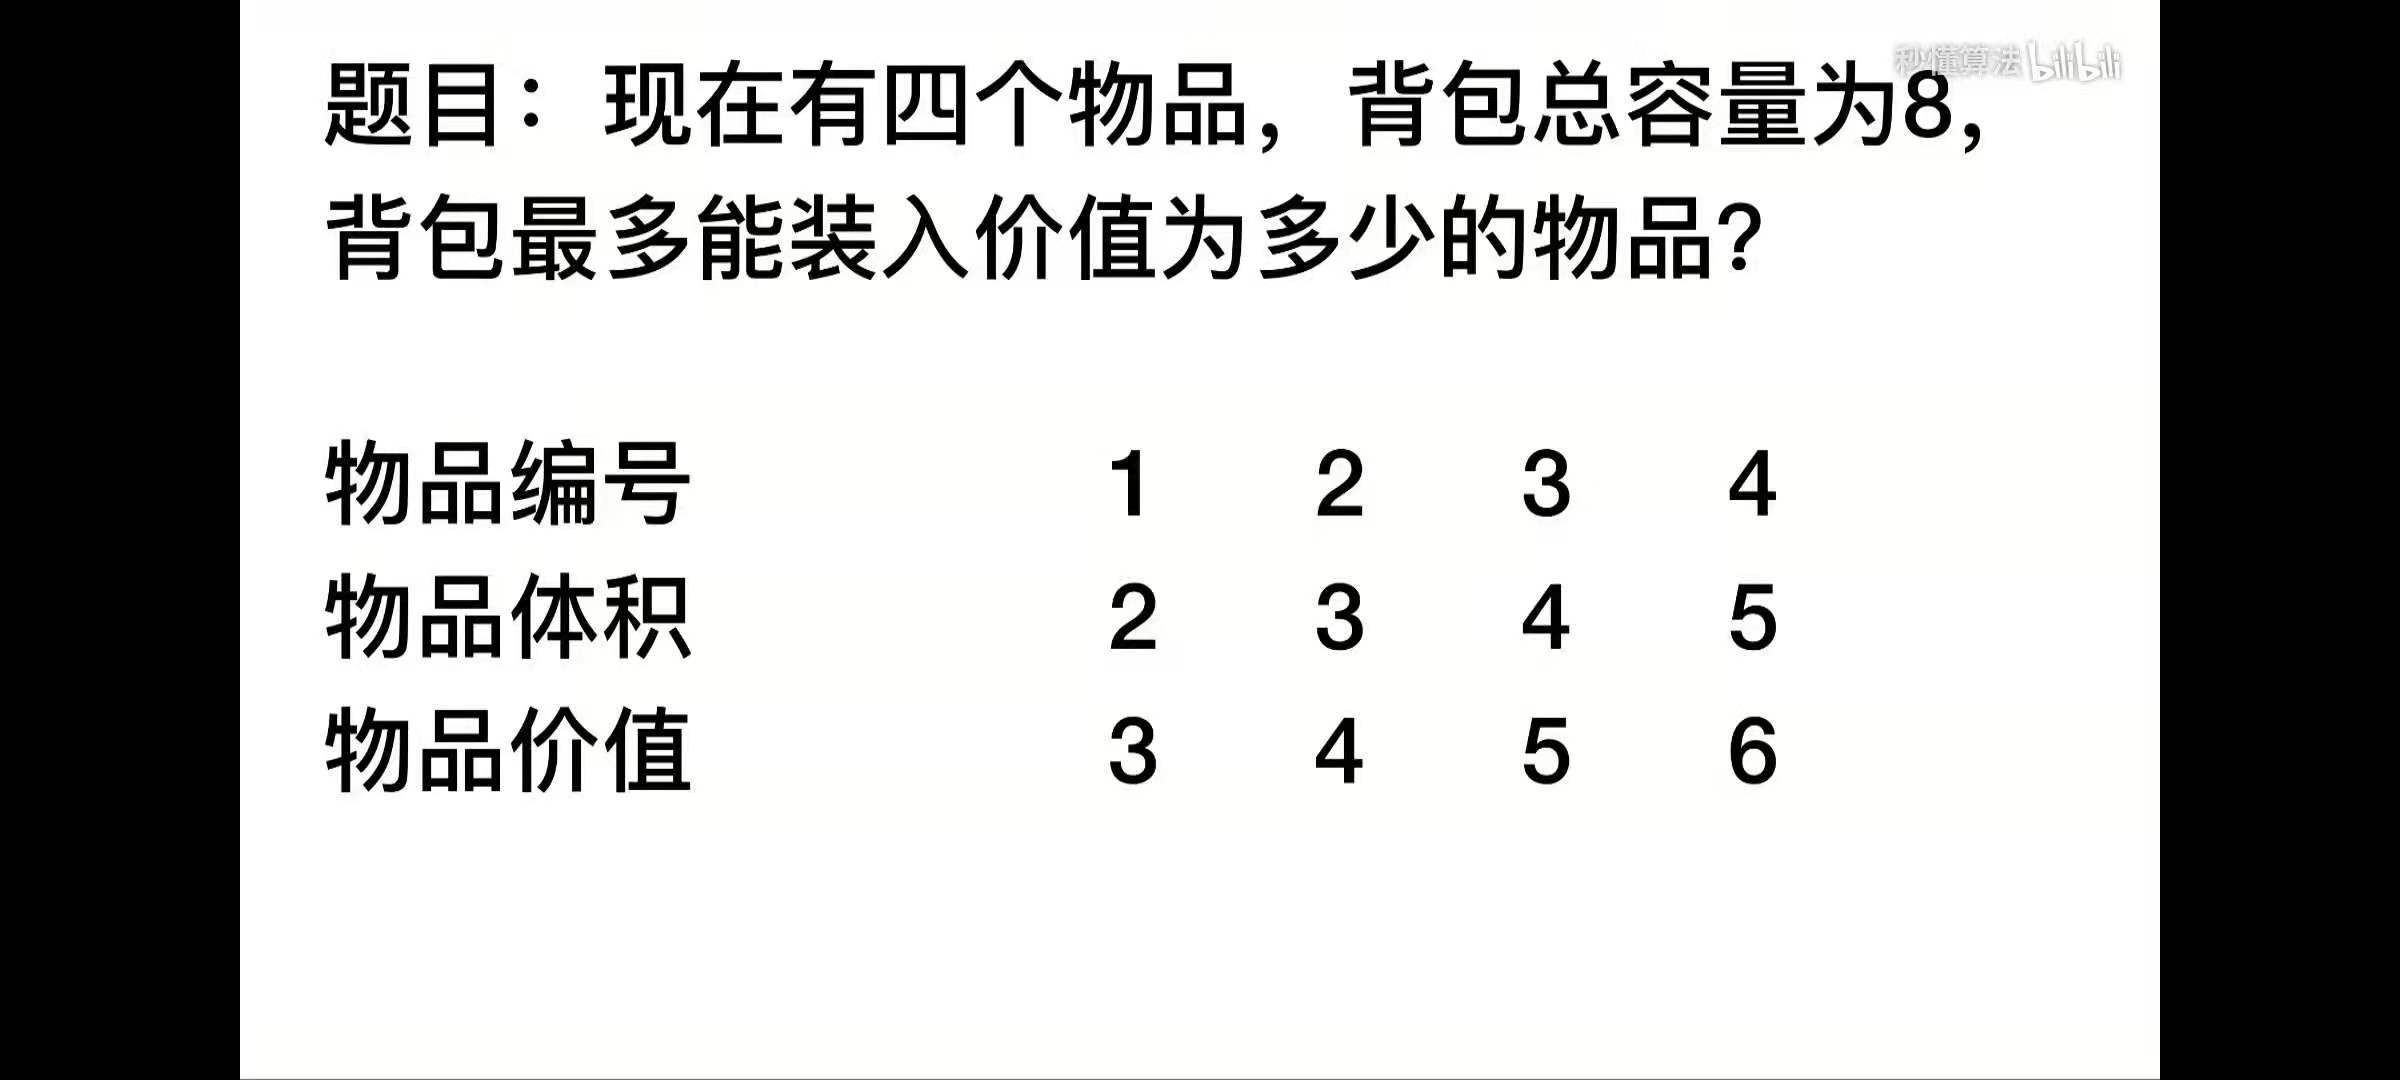 秒懂算法 bilibili
题目：现在有四个物品，背包总容量为8，
背包最多能装入价值为多少的物品？
物品编号 1 2 3 4
物品体积 2 3 4 5
物品价值 3 4 5 6